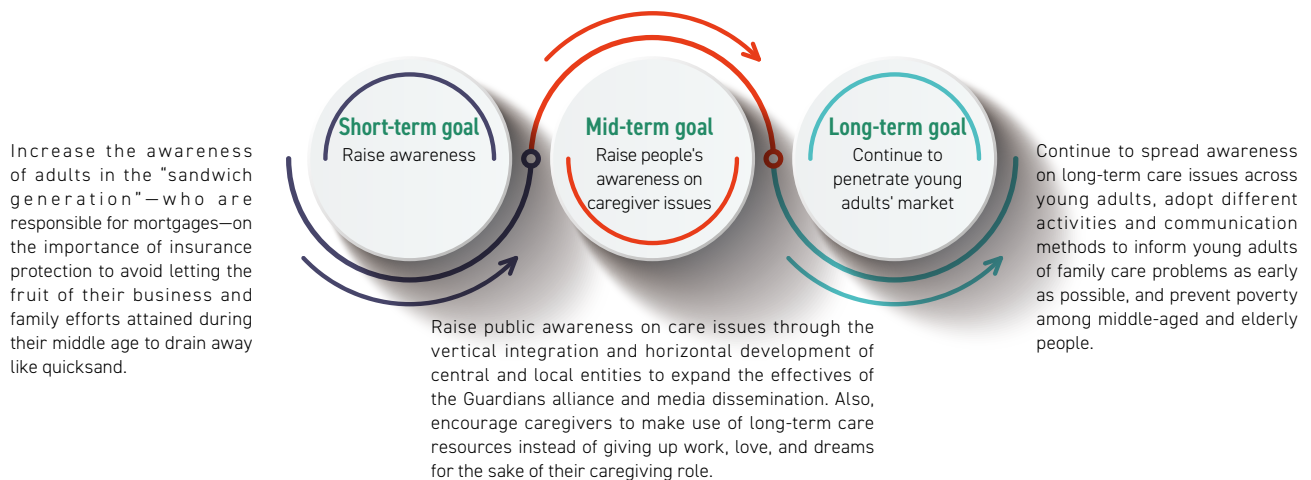 Short-term goal
Raise awareness
Increase the awareness
of adults in the “sandwich
generation”—who are
responsible for mortgages—on
the importance of insurance
protection to avoid letting the
fruit of their business and
family efforts attained during
their middle age to drain away
like quicksand.
Mid-term goal
Raise people's
awareness on
caregiver issues
Raise public awareness on care issues through the
vertical integration and horizontal development of
central and local entities to expand the effectives of
the Guardians alliance and media dissemination. Also,
encourage caregivers to make use of long-term care
resources instead of giving up work, love, and dreams
for the sake of their caregiving role.
Long-term goal
Continue to
penetrate young
adults' market
Continue to spread awareness
on long-term care issues across
young adults, adopt different
activities and communication
methods to inform young adults
of family care problems as early
as possible, and prevent poverty
among middle-aged and elderly
people.